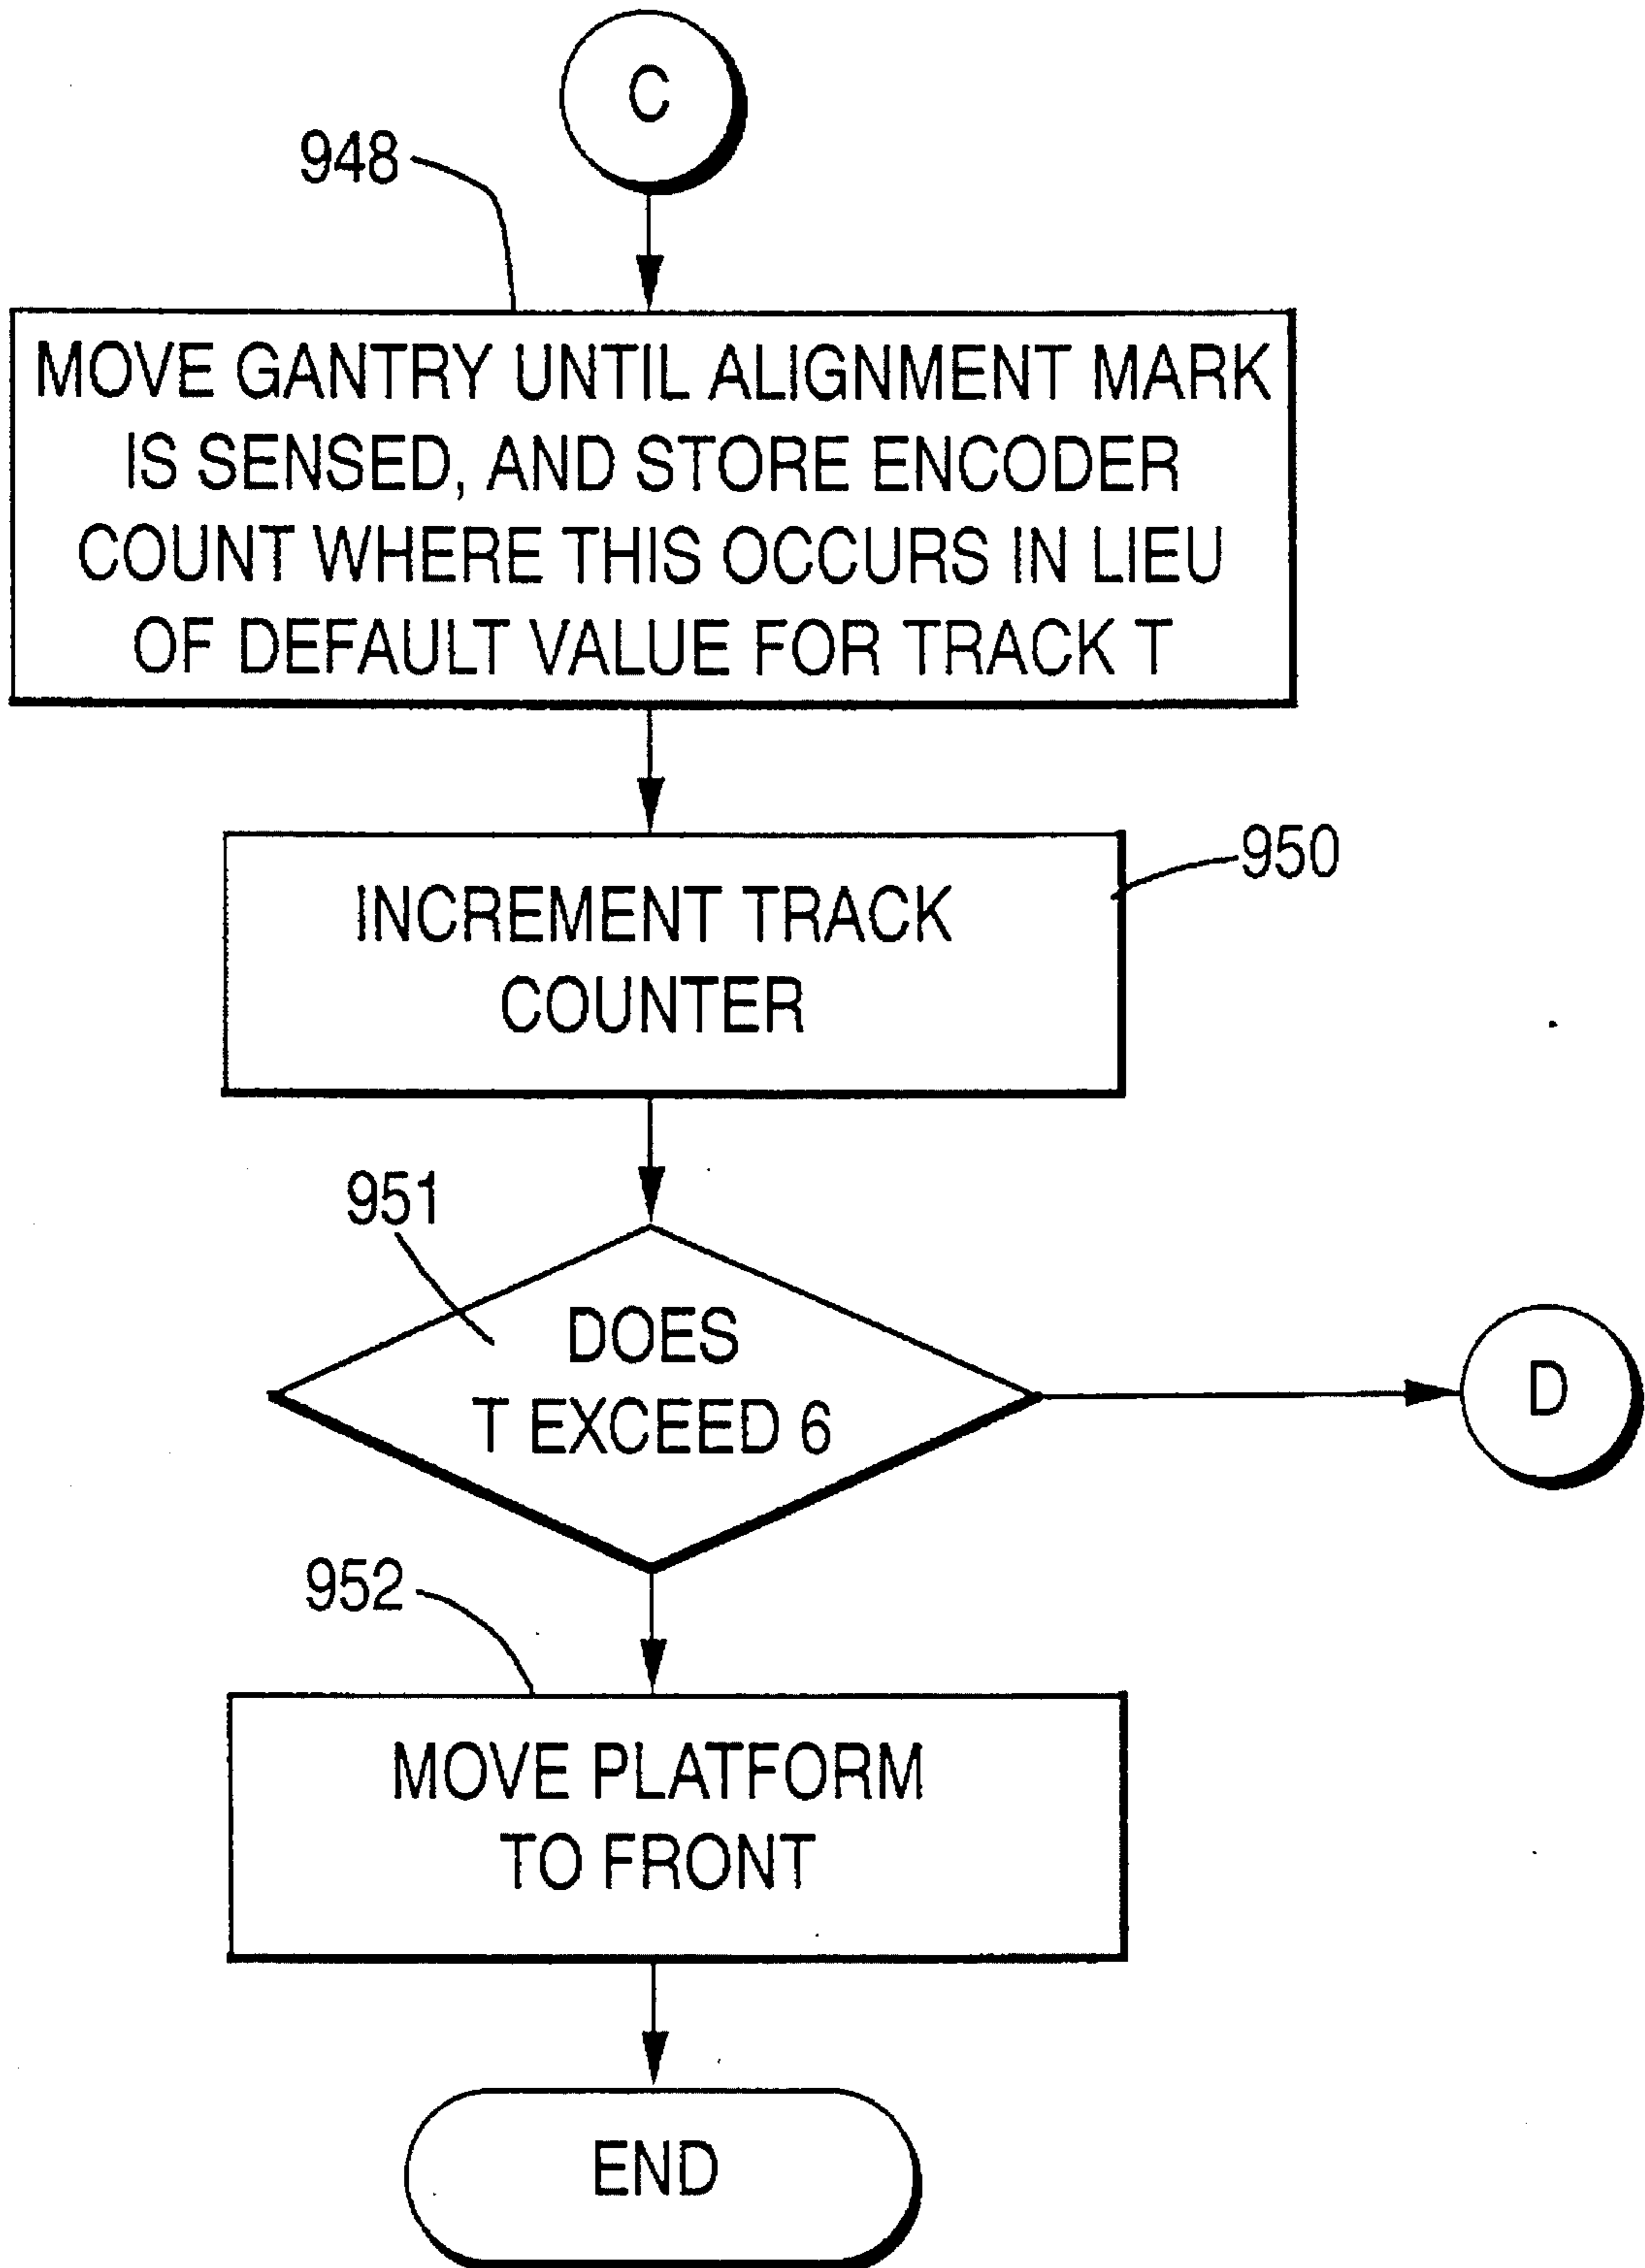 C
948
MOVE GANTRY UNTIL ALIGNMENT MARK
IS SENSED, AND STORE ENCODER
COUNT WHERE THIS OCCURS IN LIEU
OF DEFAULT VALUE FOR TRACK T
950
INCREMENT TRACK
COUNTER
951
DOES
T EXCEED 6
D
952
MOVE PLATFORM
TO FRONT
END